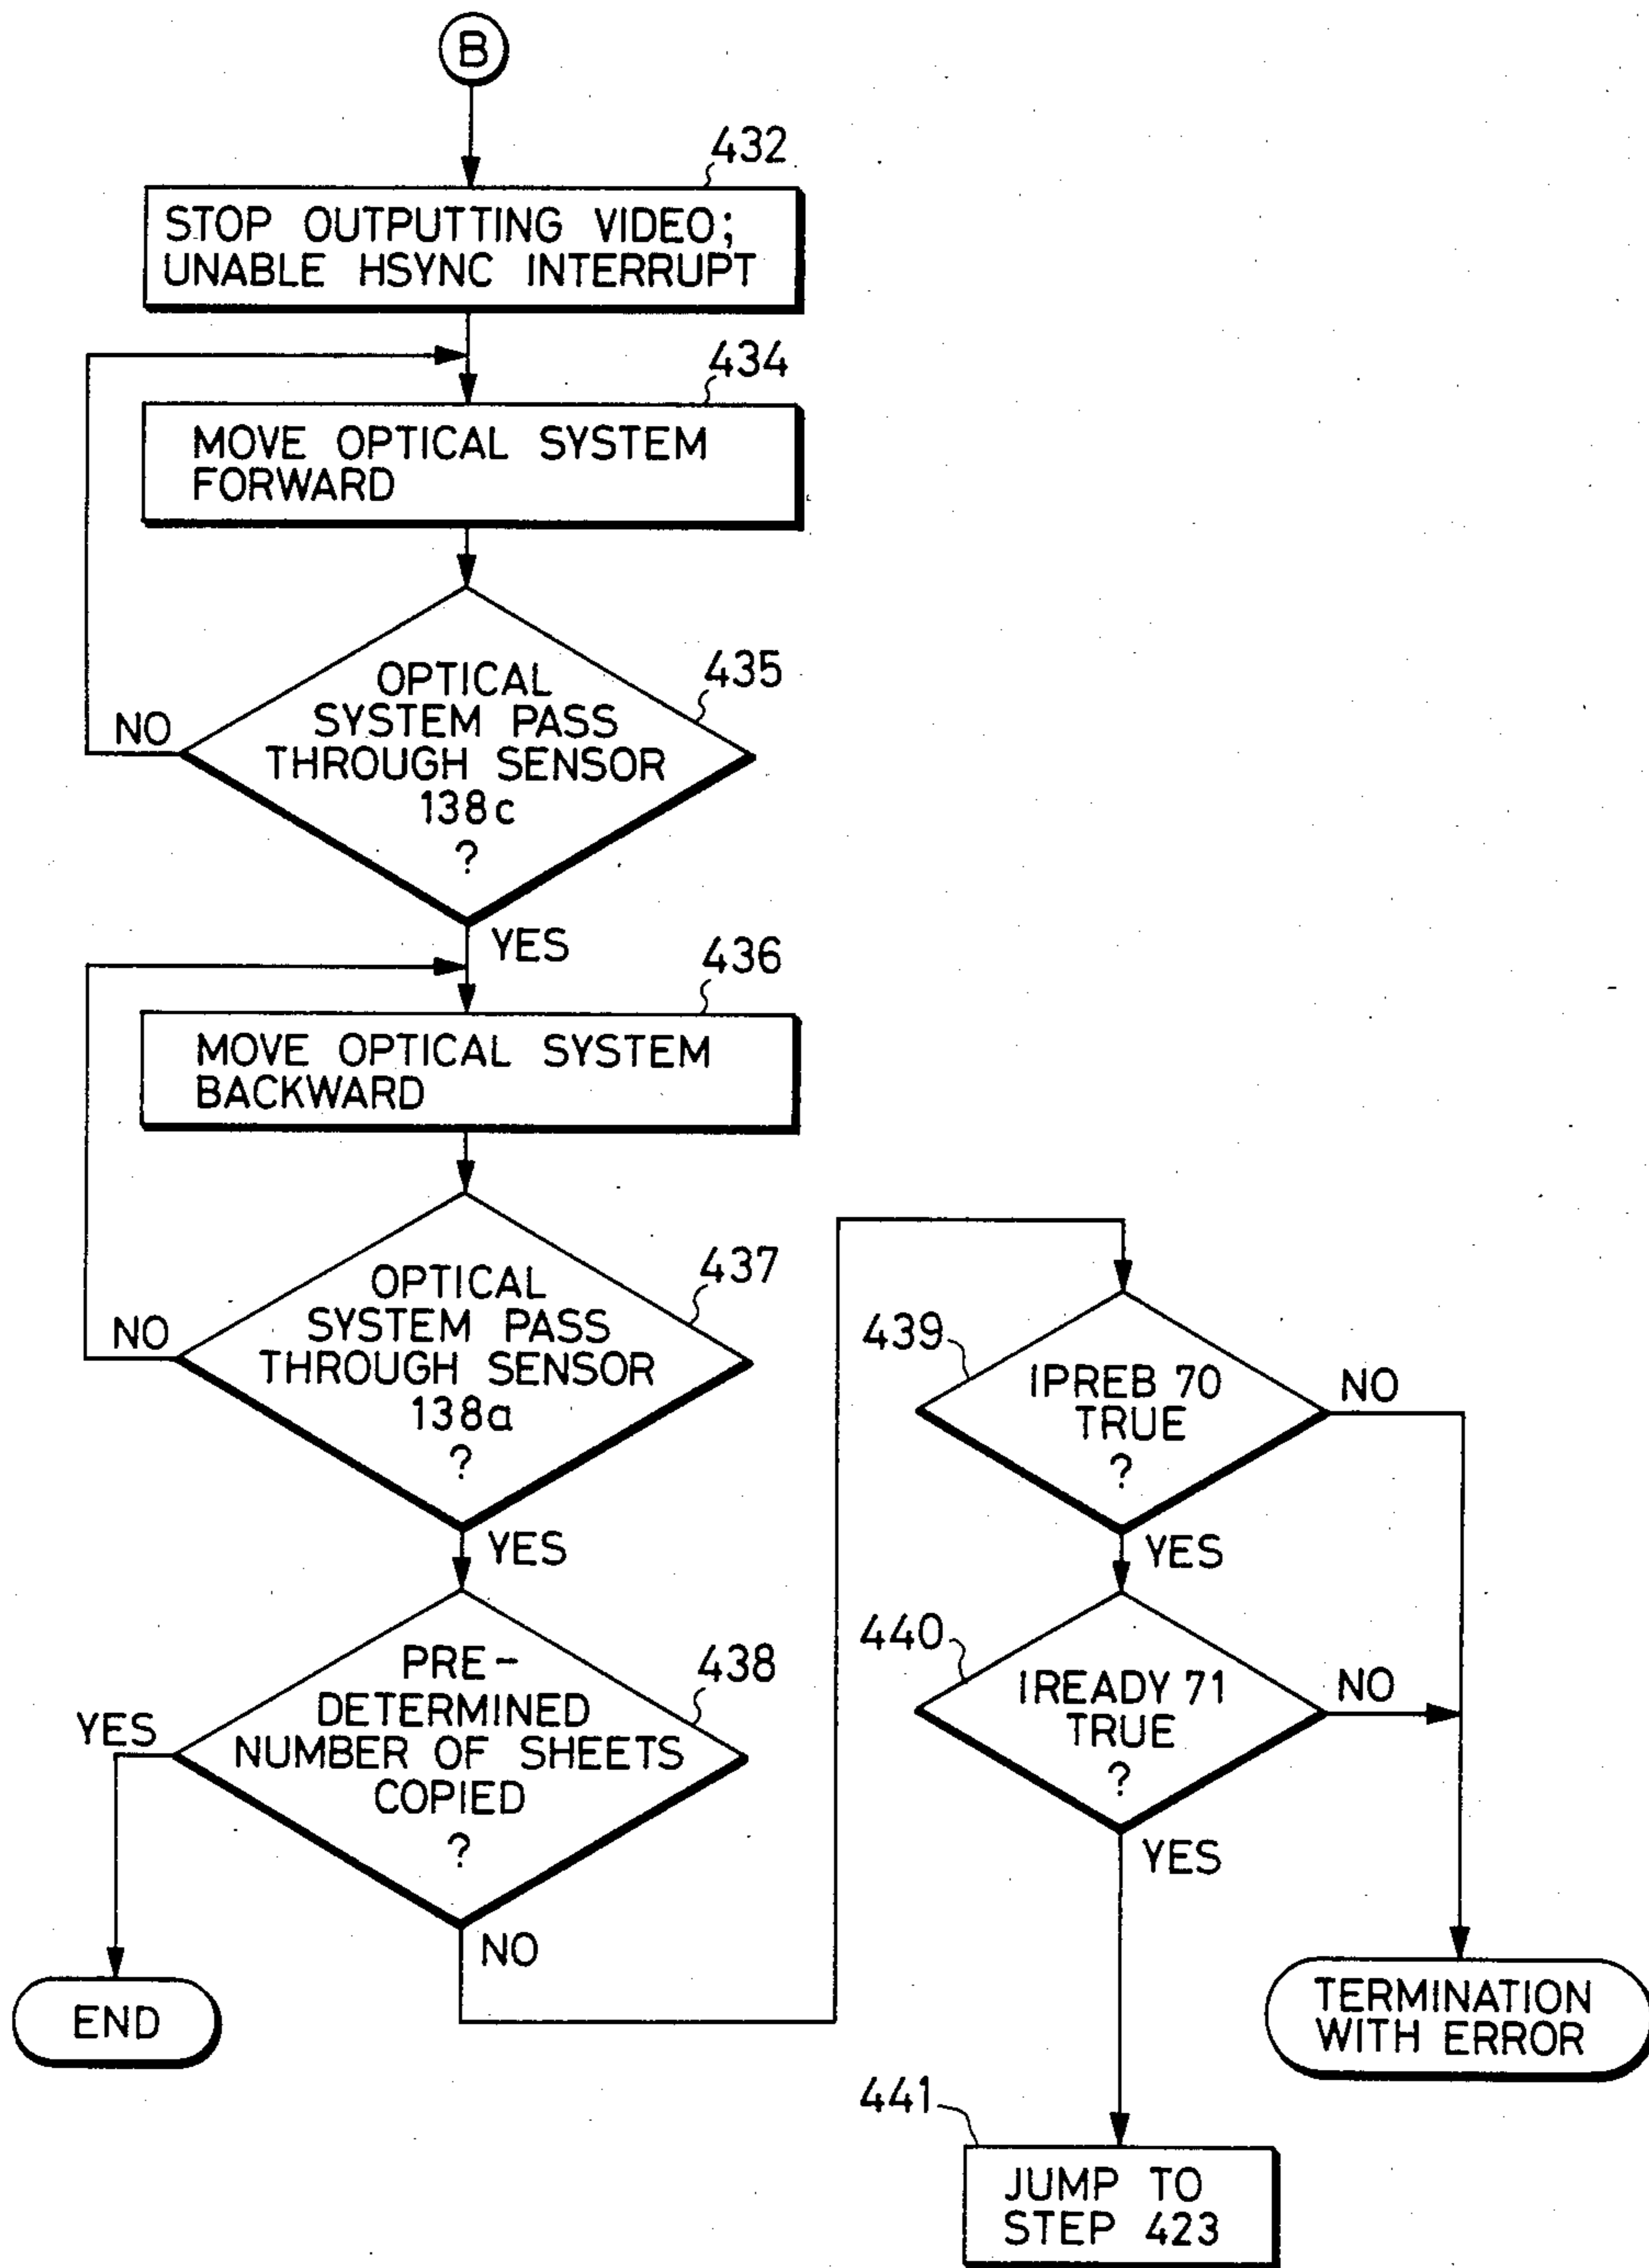 B
432
STOP OUTPUTTING VIDEO;
UNABLE HSYNC INTERRUPT
434
MOVE OPTICAL SYSTEM
FORWARD
435
OPTICAL
SYSTEM PASS
THROUGH SENSOR
138c
?
NO
YES
436
MOVE OPTICAL SYSTEM
BACKWARD
437
OPTICAL
SYSTEM PASS
THROUGH SENSOR
138a
?
NO
YES
438
PRE-
DETERMINED
NUMBER OF SHEETS
COPIED
?
YES
NO
END
439
IPREB 70
TRUE
?
NO
YES
440
IREADY 71
TRUE
?
NO
YES
TERMINATION
WITH ERROR
441
JUMP TO
STEP 423